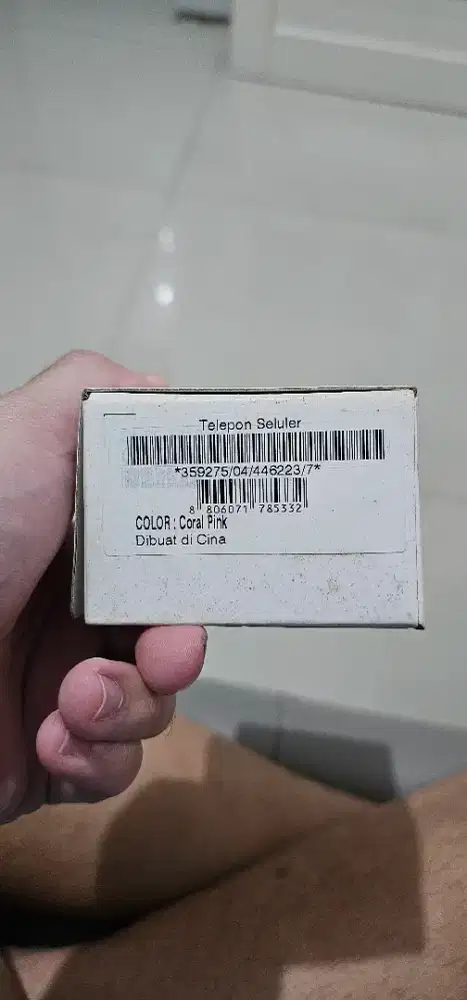 Telepon Seluler
*359275/04/446223/7*
8 806071 785332
COLOR : Coral Pink
Dibuat di Cina